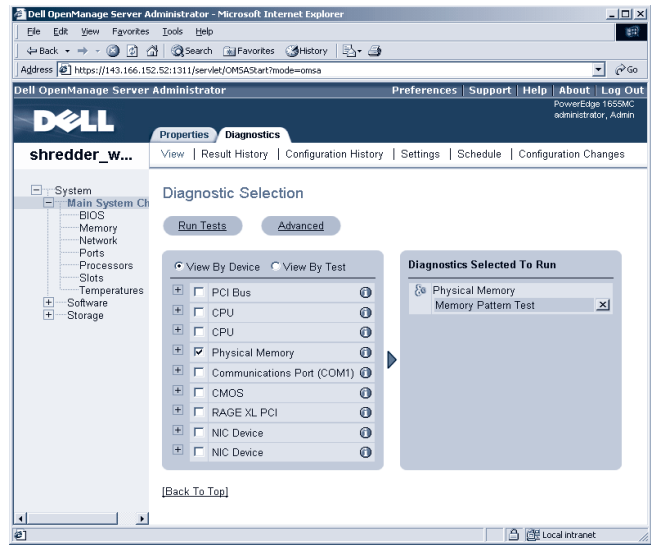 Dell OpenManage Server Administrator - Microsoft Internet Explorer
File Edit View Favorites Tools Help
Back Search Favorites History
Address https://143.166.152.52:1311/servlet/OMSAStart?mode=omsa Go
Dell OpenManage Server Administrator Preferences | Support | Help | About | Log Out
PowerEdge 1655MC
administrator, Admin
DELL
Properties Diagnostics
shredder_w... View | Result History | Configuration History | Settings | Schedule | Configuration Changes
System
Main System Ch
BIOS
Memory
Network
Ports
Processors
Slots
Temperatures
Software
Storage
Diagnostic Selection
Run Tests Advanced
View By Device View By Test
PCI Bus
CPU
CPU
Physical Memory
Communications Port (COM1)
CMOS
RAGE XL PCI
NIC Device
NIC Device
Diagnostics Selected To Run
Physical Memory
Memory Pattern Test
[Back To Top]
Local intranet